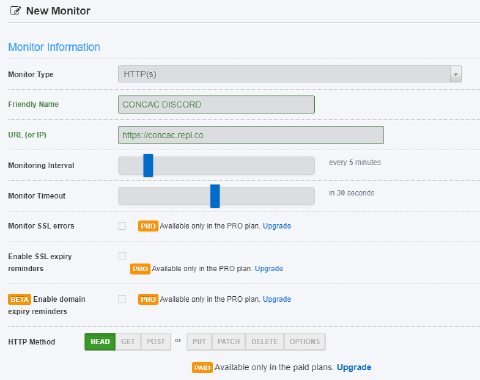 New Monitor
Monitor Information
Monitor Type HTTP(s)
Friendly Name CONCAC DISCORD
URL (or IP) https://concac.repl.co
Monitoring Interval every 5 minutes
Monitor Timeout in 30 seconds
Monitor SSL errors PRO Available only in the PRO plan. Upgrade
Enable SSL expiry
reminders PRO Available only in the PRO plan. Upgrade
BETA Enable domain PRO Available only in the PRO plan. Upgrade
expiry reminders
HTTP Method HEAD GET POST or PUT PATCH DELETE OPTIONS
PAID Available only in the paid plans. Upgrade